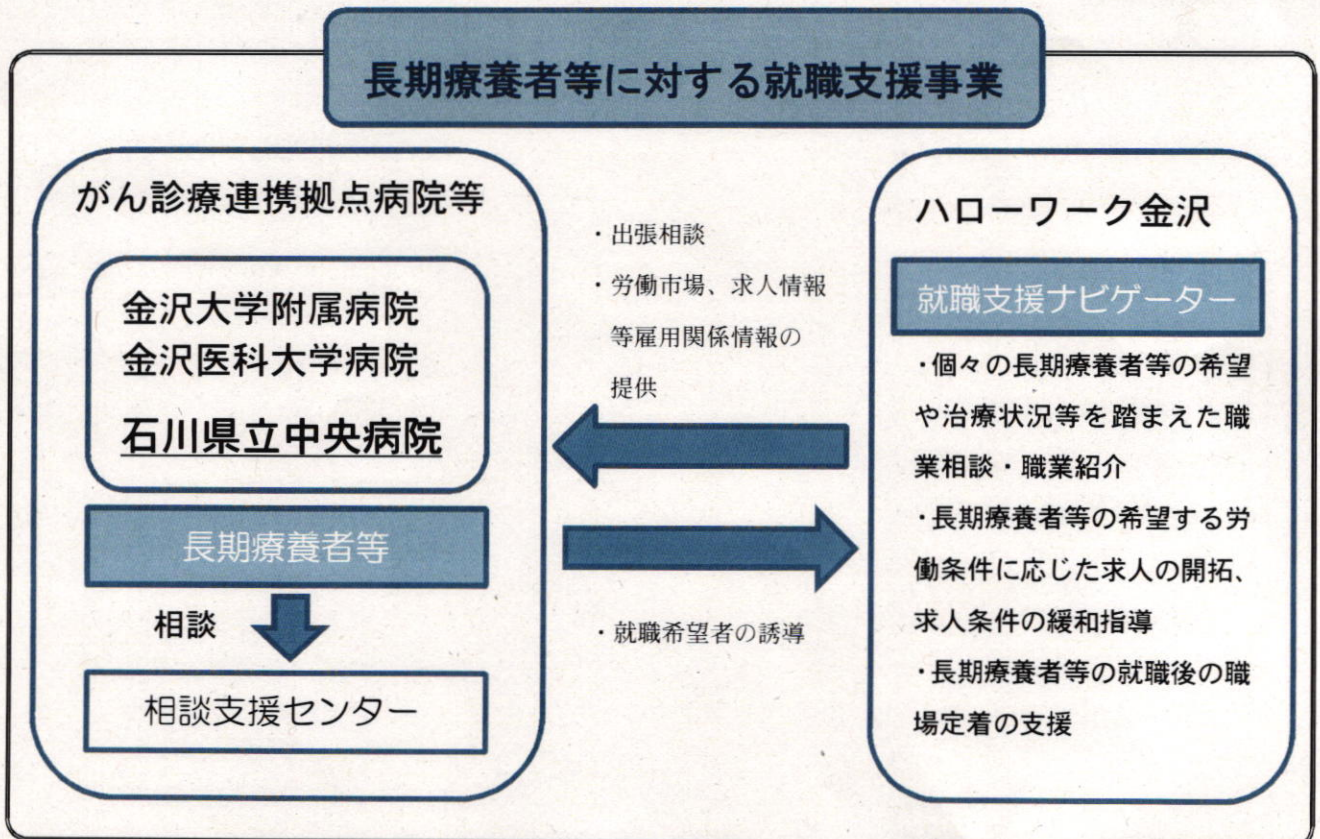 長期療養者等に対する就職支援事業
がん診療連携拠点病院等
金沢大学附属病院
金沢医科大学病院
石川県立中央病院
長期療養者等
相談
相談支援センター
・出張相談
・労働市場、求人情報
等雇用関係情報の
提供
・就職希望者の誘導
ハローワーク金沢
就職支援ナビゲーター
・個々の長期療養者等の希望
や治療状況等を踏まえた職
業相談・職業紹介
・長期療養者等の希望する労
働条件に応じた求人の開拓、
求人条件の緩和指導
・長期療養者等の就職後の職
場定着の支援